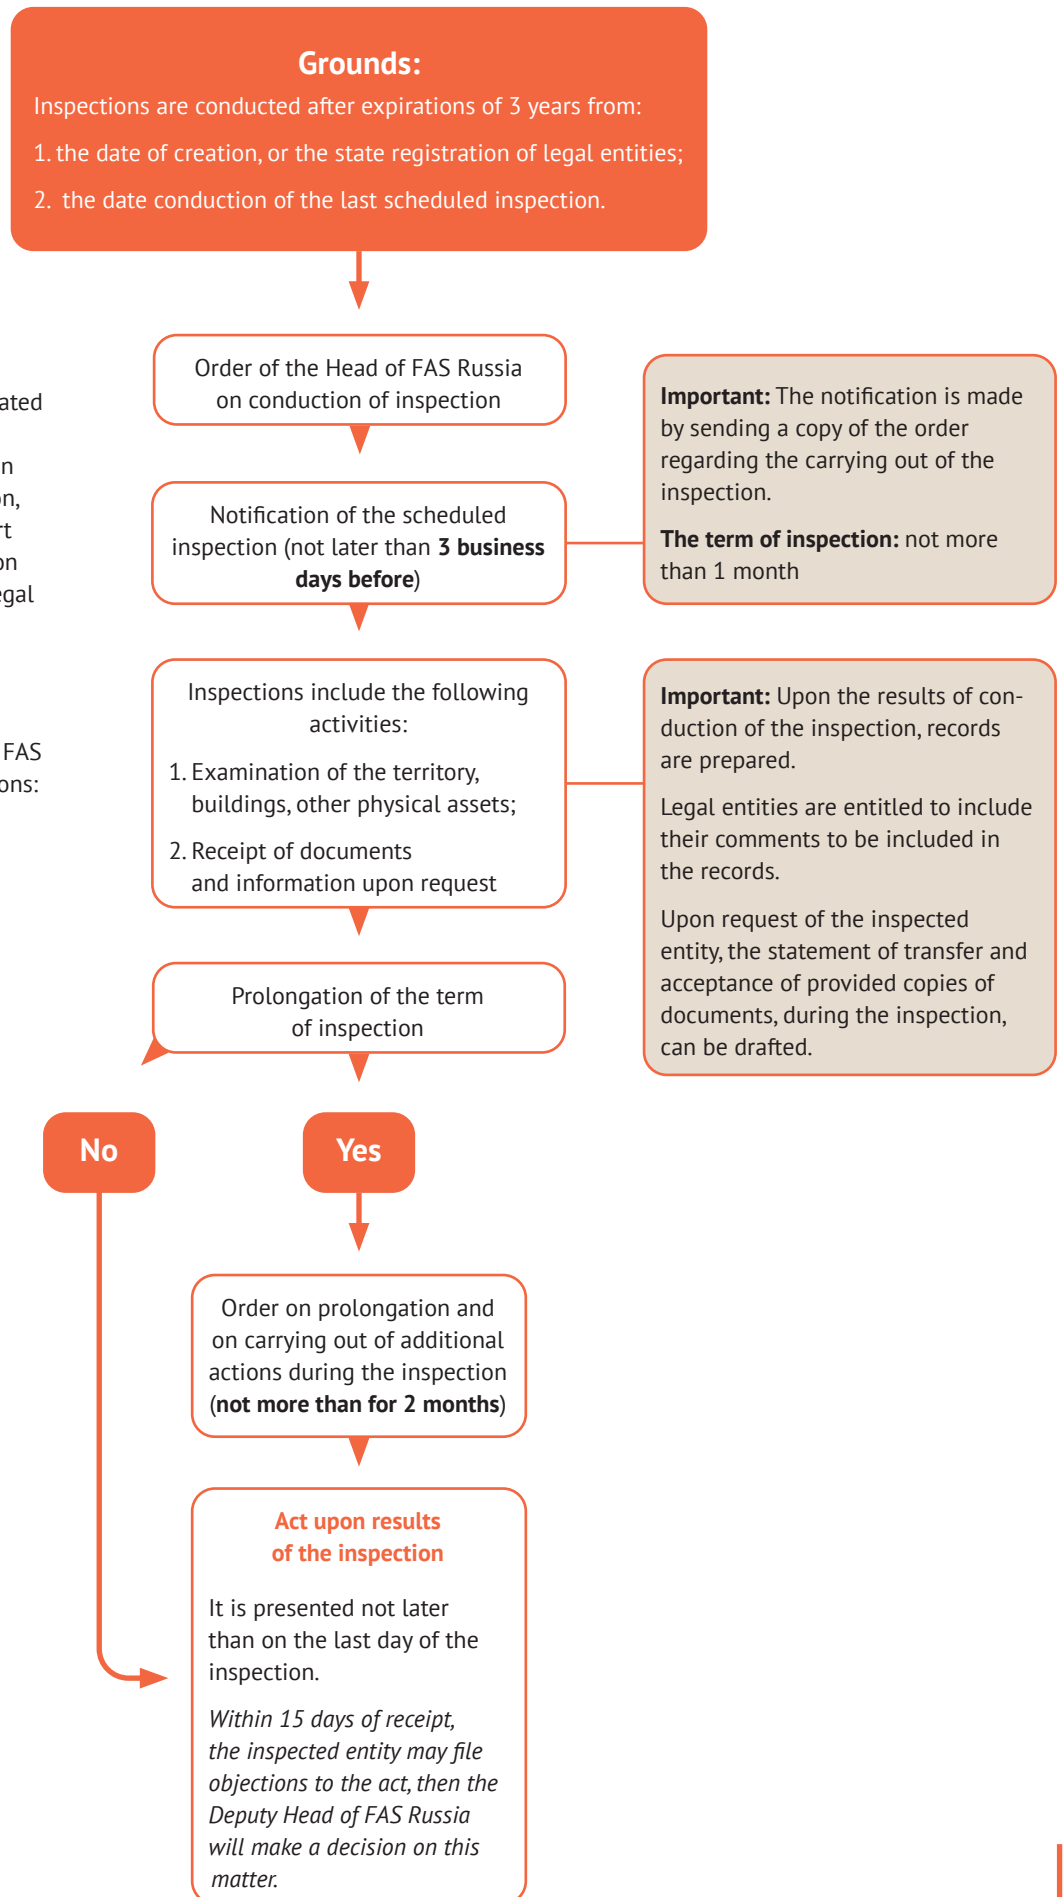 Grounds:
Inspections are conducted after expirations of 3 years from:
1. the date of creation, or the state registration of legal entities;
2. the date conduction of the last scheduled inspection.
Order of the Head of FAS Russia
on conduction of inspection
Notification of the scheduled
inspection (not later than 3 business
days before)
Important: The notification is made
by sending a copy of the order
regarding the carrying out of the
inspection.
The term of inspection: not more
than 1 month
Inspections include the following
activities:
1. Examination of the territory,
buildings, other physical assets;
2. Receipt of documents
and information upon request
Important: Upon the results of con-
duction of the inspection, records
are prepared.
Legal entities are entitled to include
their comments to be included in
the records.
Upon request of the inspected
entity, the statement of transfer and
acceptance of provided copies of
documents, during the inspection,
can be drafted.
FAS
Prolongation of the term
of inspection
No
Yes
Order on prolongation and
on carrying out of additional
actions during the inspection
(not more than for 2 months)
Act upon results
of the inspection
It is presented not later
than on the last day of the
inspection.
Within 15 days of receipt,
the inspected entity may file
objections to the act, then the
Deputy Head of FAS Russia
will make a decision on this
matter.